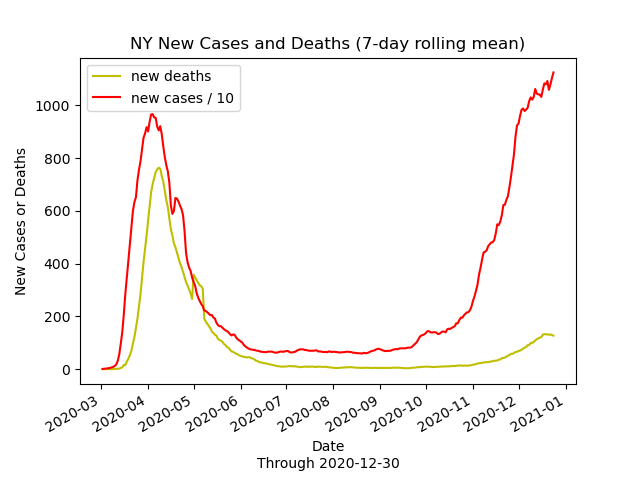 NY New Cases and Deaths (7-day rolling mean)
new deaths
new cases / 10
New Cases or Deaths
1000
800
600
400
200
0
2020-03
2020-04
2020-05
2020-06
2020-07
2020-08
2020-09
2020-10
2020-11
2020-12
2021-01
Date
Through 2020-12-30